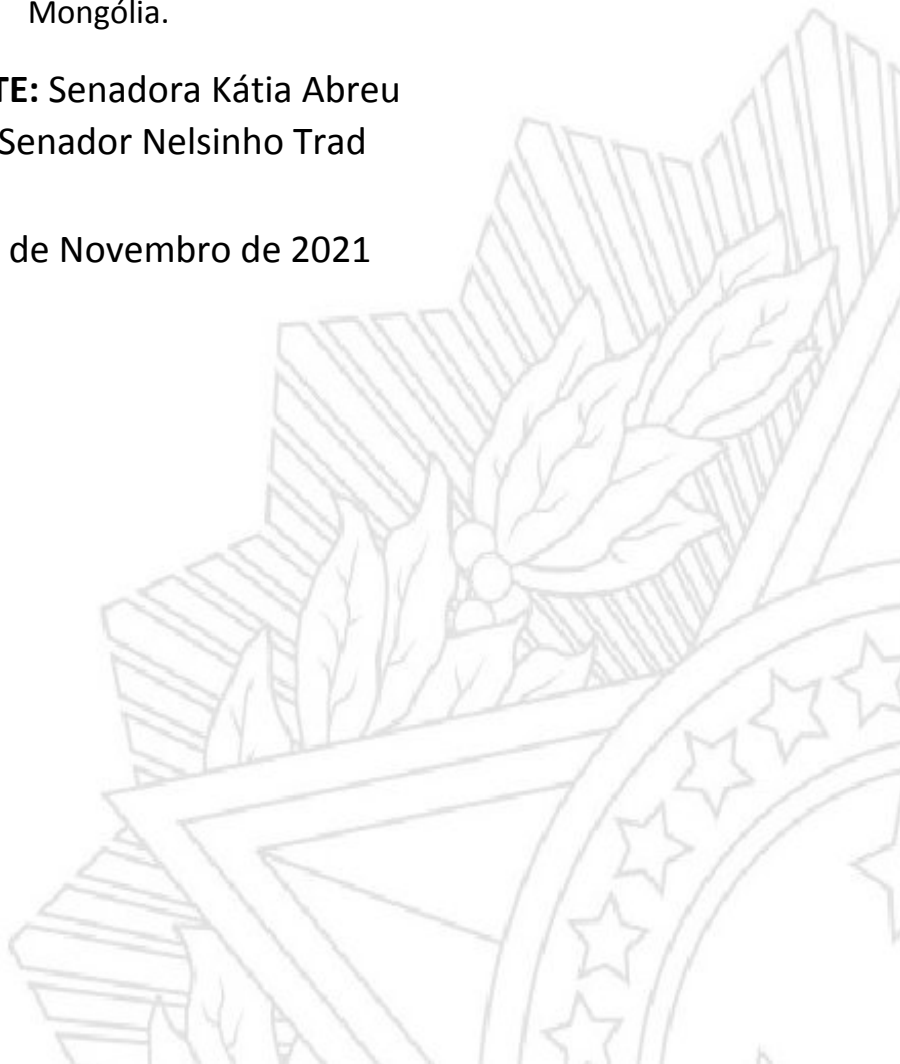 Mongólia.
TE: Senadora Kátia Abreu
Senador Nelsinho Trad
de Novembro de 2021